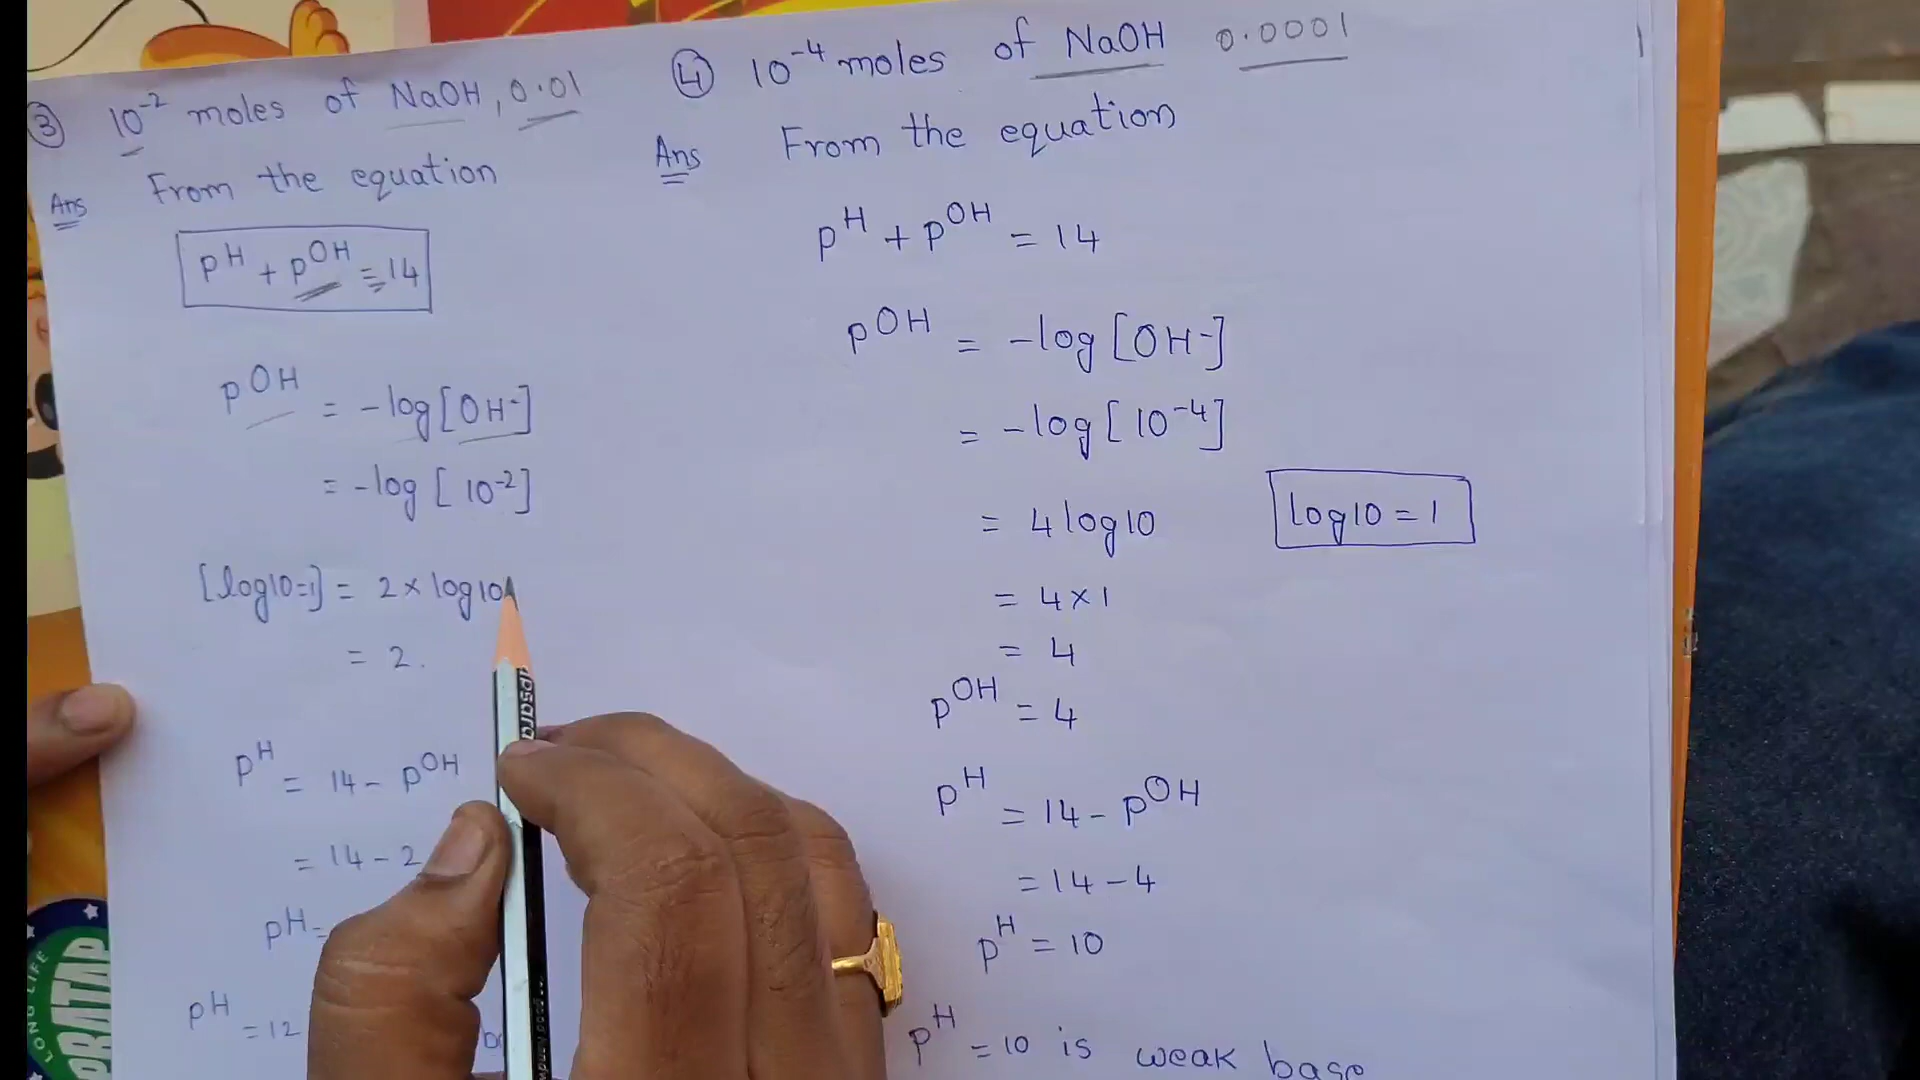 ③ 10⁻² moles of NaOH, 0.01
Ans From the equation
pH + pOH = 14
pOH = -log[OH-]
= -log [10⁻²]
[log10=1] = 2 × log10
= 2.
pH = 14 - pOH
= 14 - 2
pH =
pH = 12
④ 10⁻⁴ moles of NaOH 0.0001
Ans From the equation
pH + pOH = 14
pOH = -log [OH-]
= -log [10⁻⁴]
= 4 log10
log10 = 1
= 4×1
= 4
pOH = 4
pH = 14 - pOH
= 14 - 4
pH = 10
pH = 10 is weak base
LONG LIFE
PRATAP
apsara